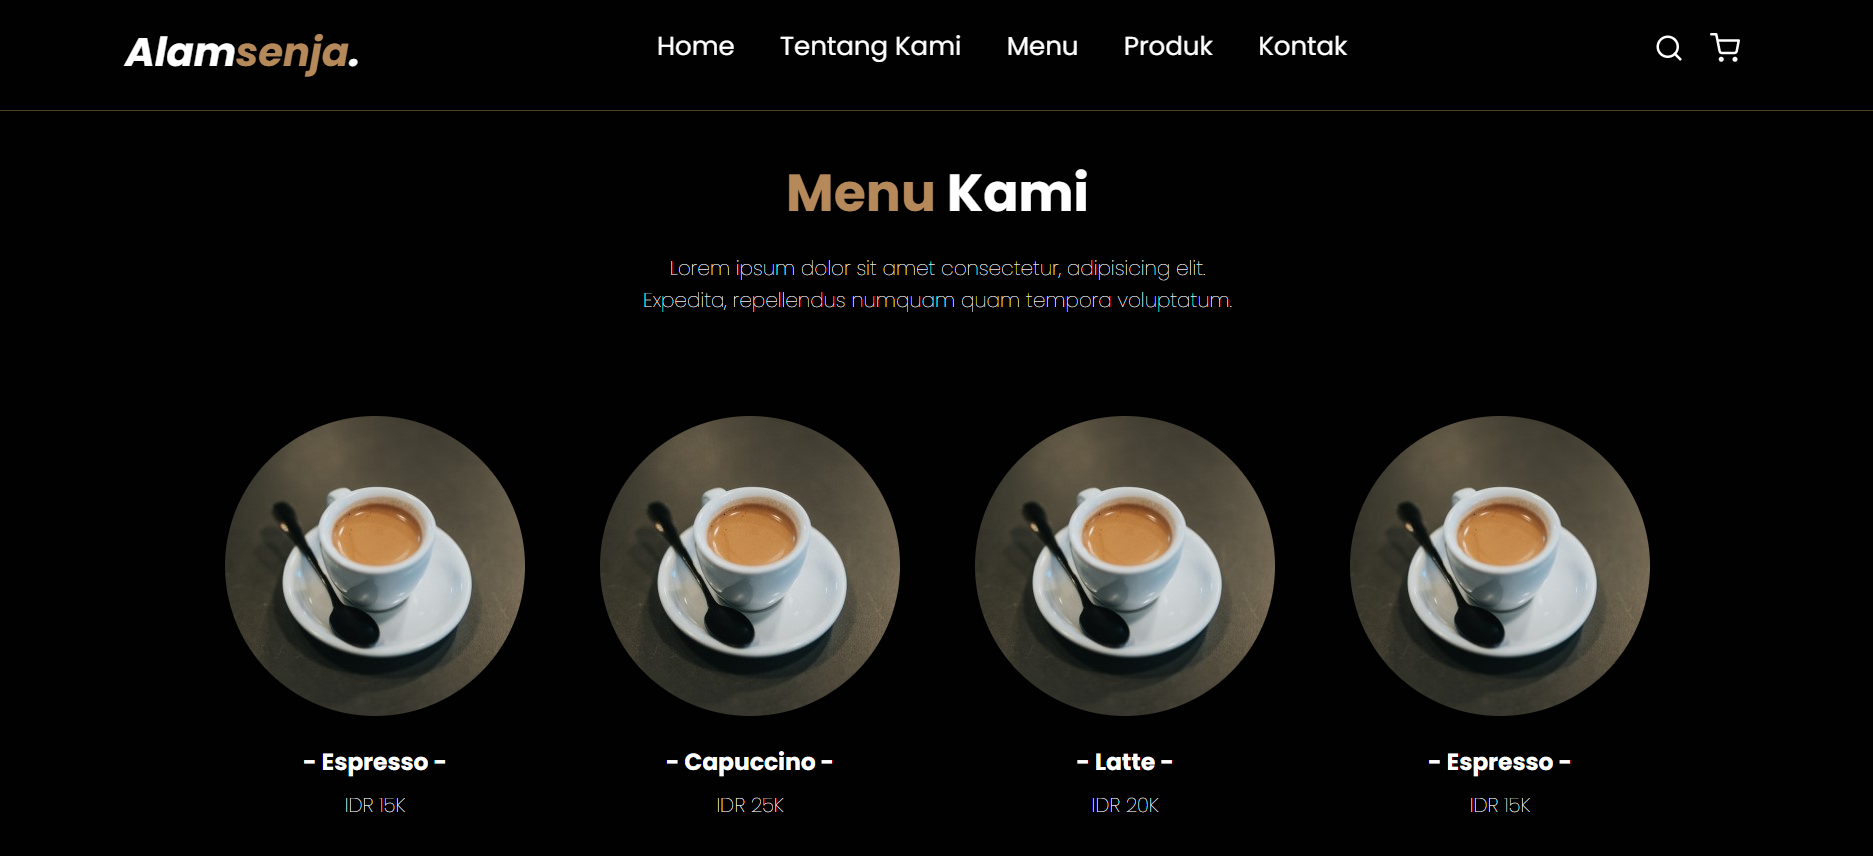 Alamsenja.
Home Tentang Kami Menu Produk Kontak
Menu Kami
Lorem ipsum dolor sit amet consectetur, adipisicing elit.
Expedita, repellendus numquam quam tempora voluptatum.
- Espresso - - Capuccino - - Latte - - Espresso -
IDR 15K IDR 25K IDR 20K IDR 15K